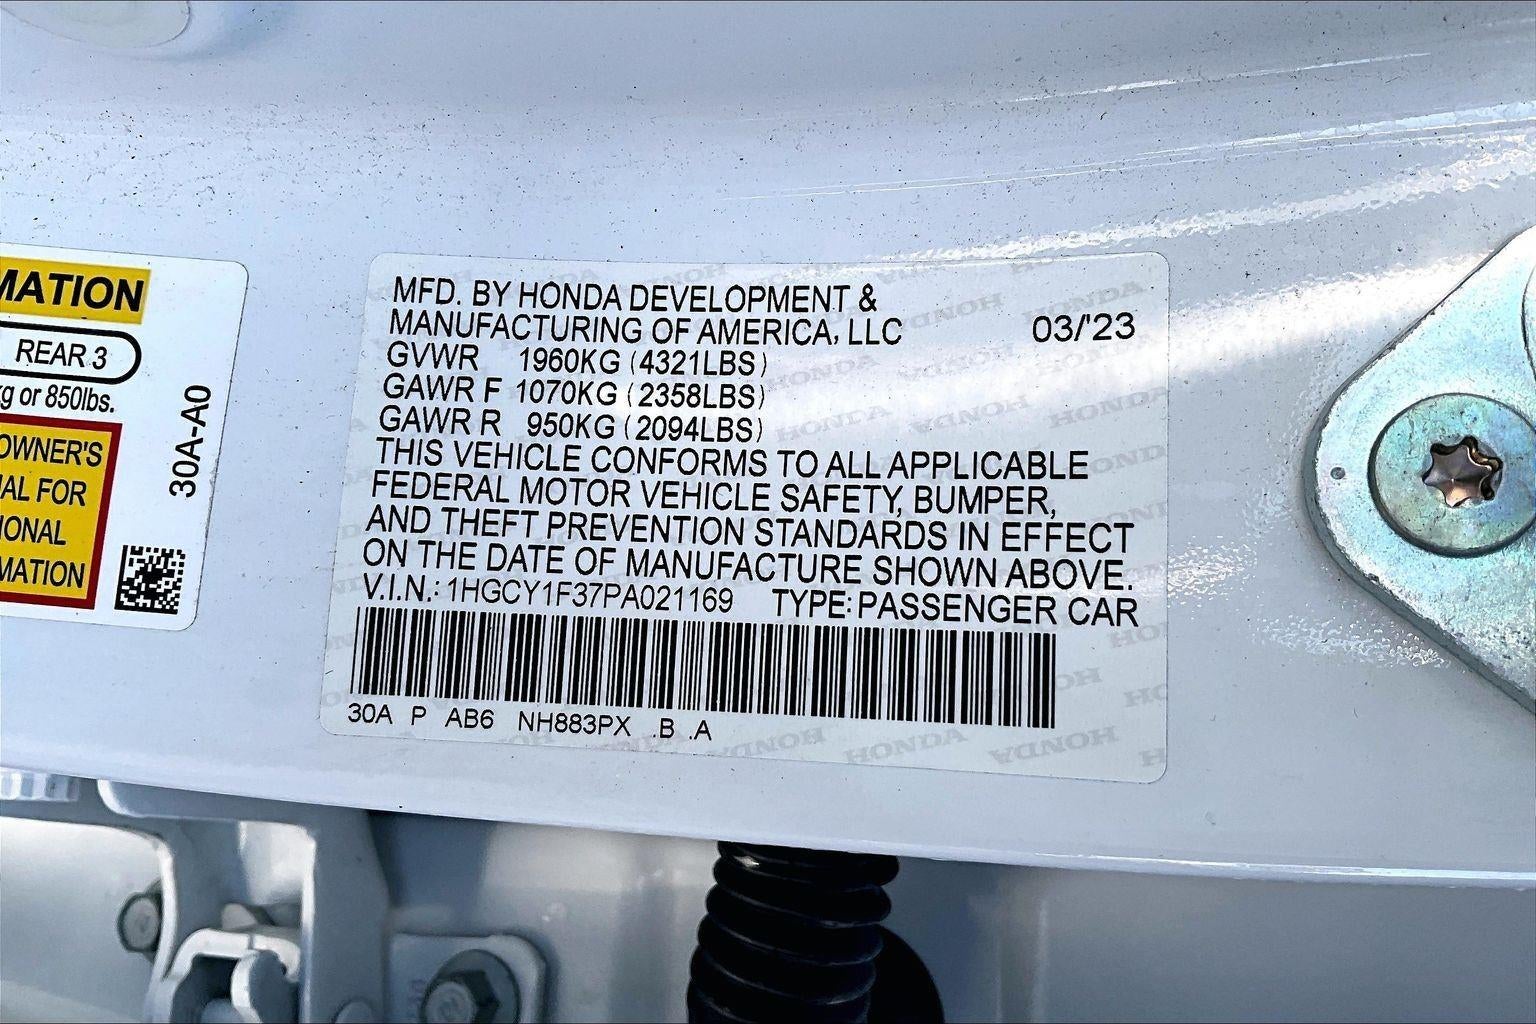 MATION
REAR 3
kg or 850lbs.
OWNER'S
AL FOR
IONAL
MATION
30A-A0
MFD. BY HONDA DEVELOPMENT &
MANUFACTURING OF AMERICA, LLC 03/'23
GVWR 1960KG (4321LBS)
GAWR F 1070KG (2358LBS)
GAWR R 950KG (2094LBS)
THIS VEHICLE CONFORMS TO ALL APPLICABLE
FEDERAL MOTOR VEHICLE SAFETY, BUMPER,
AND THEFT PREVENTION STANDARDS IN EFFECT
ON THE DATE OF MANUFACTURE SHOWN ABOVE.
V.I.N.: 1HGCY1F37PA021169 TYPE: PASSENGER CAR
30A P AB6 NH883PX .B .A
HONDA